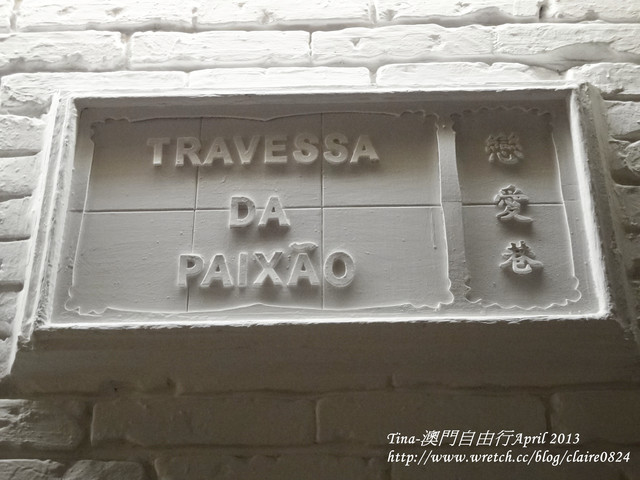 TRAVESSA
DA
PAIXÃO
戀愛巷
Tina-澳門自由行April 2013
http://www.wretch.cc/blog/claire0824